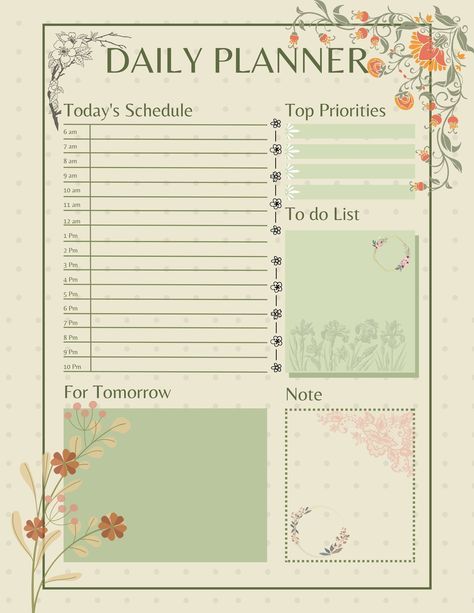 DAILY PLANNER
Today's Schedule
6 am
7 am
8 am
9 am
10 am
11 am
12 am
1 Pm
2 Pm
3 Pm
4 Pm
5 Pm
6 Pm
7 Pm
8 Pm
9 Pm
10 Pm
Top Priorities
To do List
For Tomorrow
Note